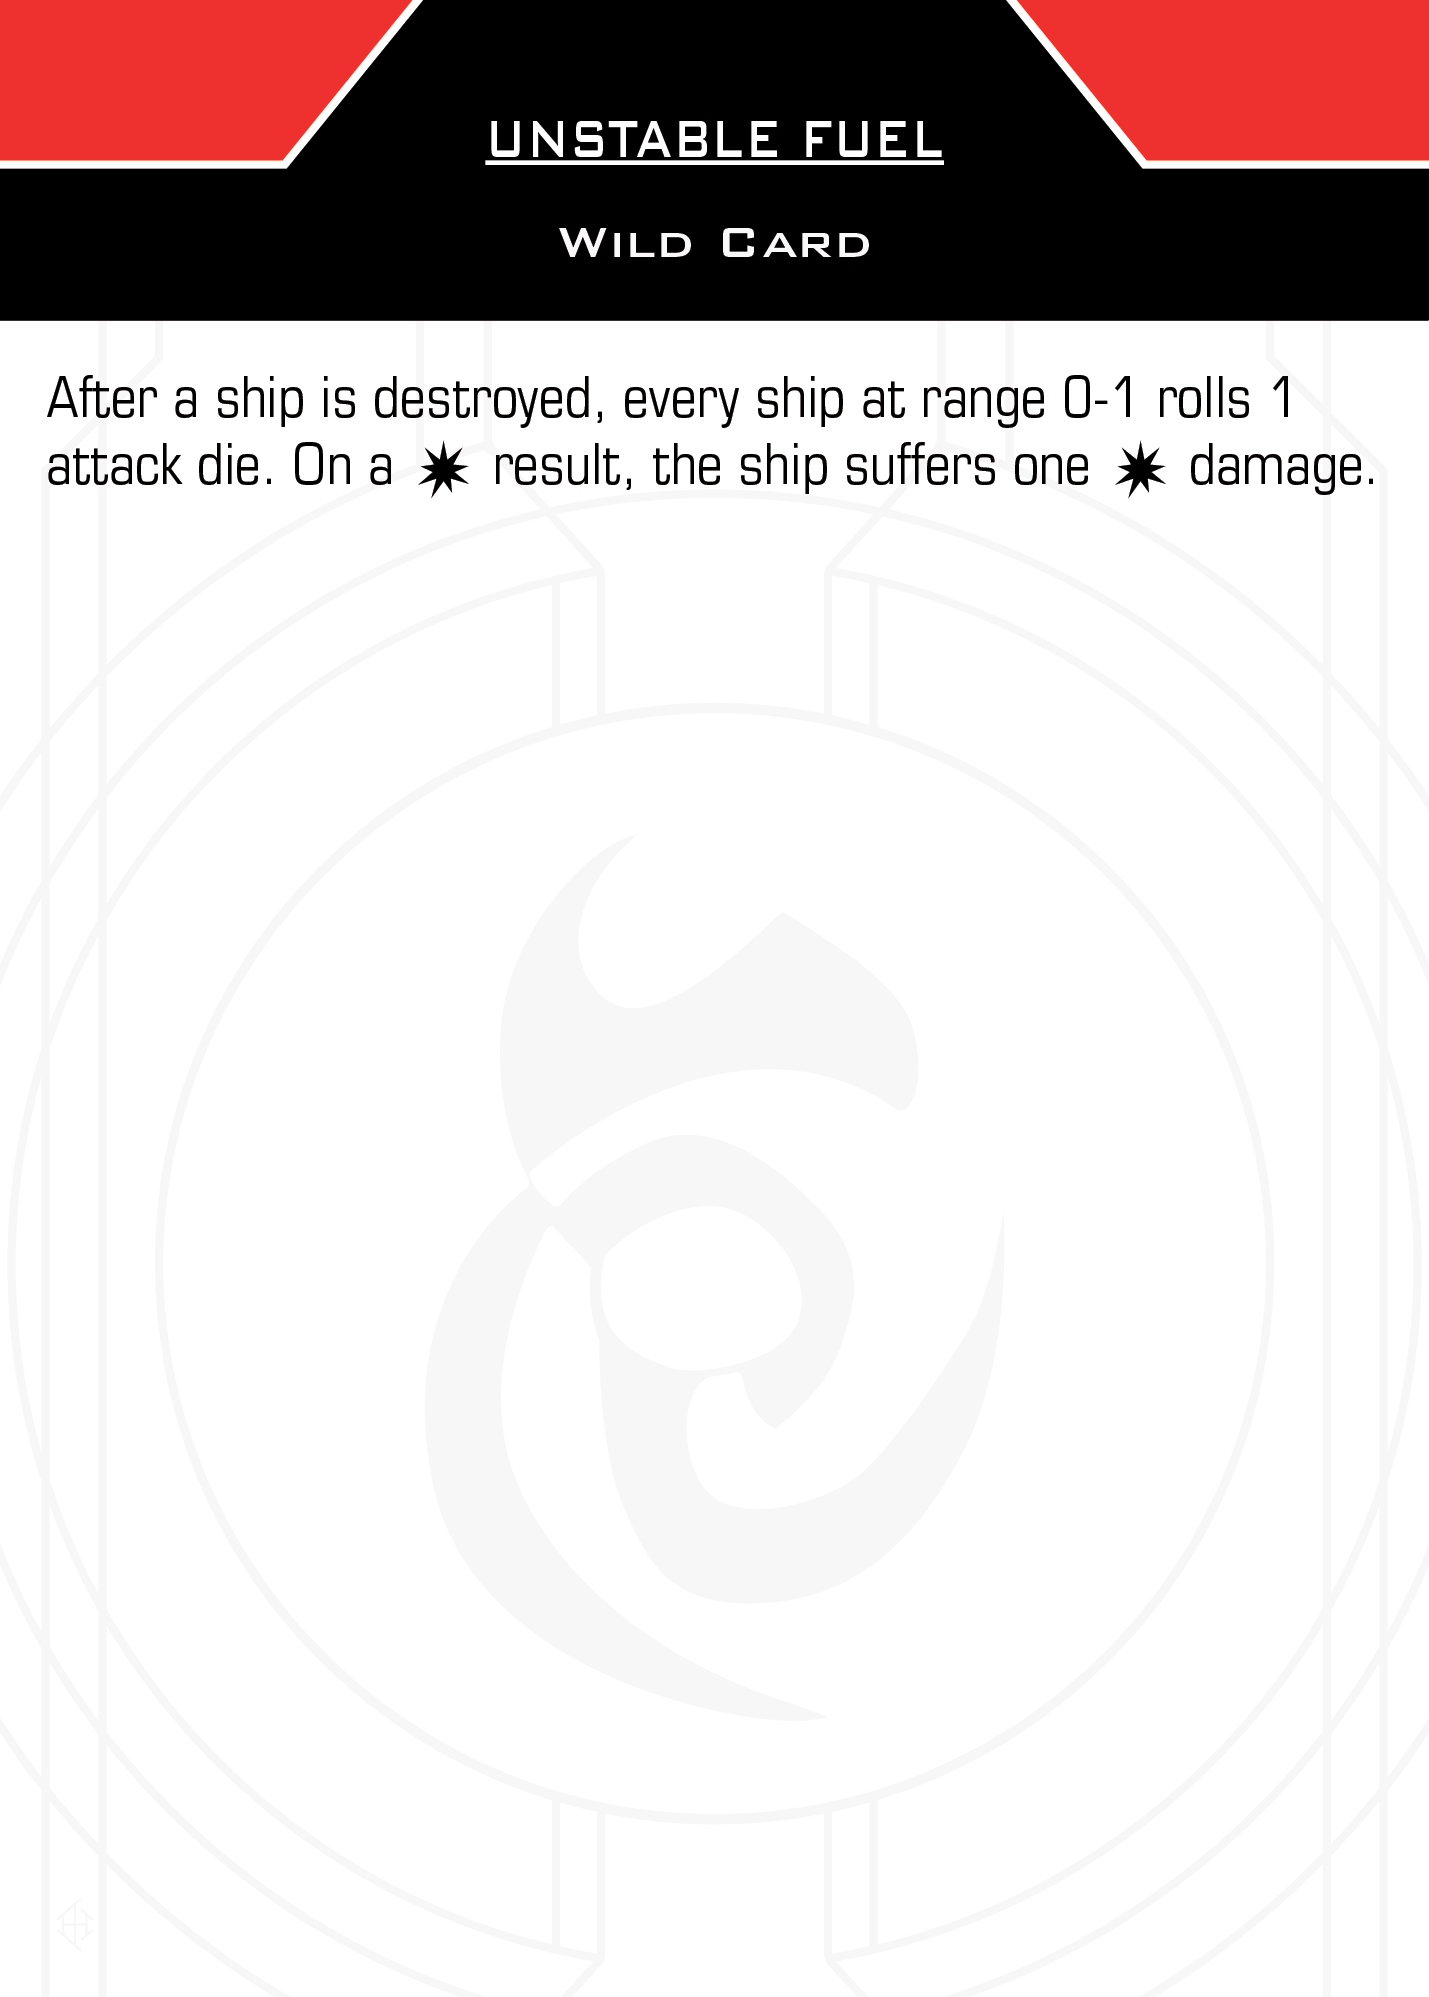 UNSTABLE FUEL
Wild Card
After a ship is destroyed, every ship at range 0-1 rolls 1
attack die. On a result, the ship suffers one damage.